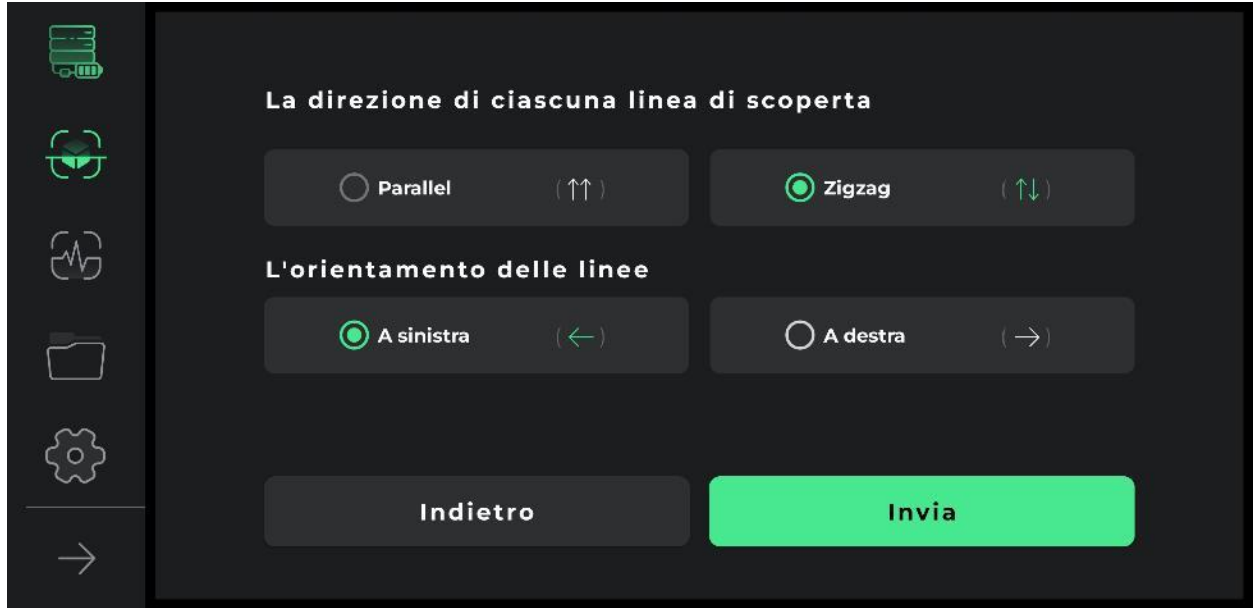 La direzione di ciascuna linea di scoperta
Parallel (↑↑) Zigzag (↑↓)
L'orientamento delle linee
A sinistra (←) A destra (→)
Indietro Invia